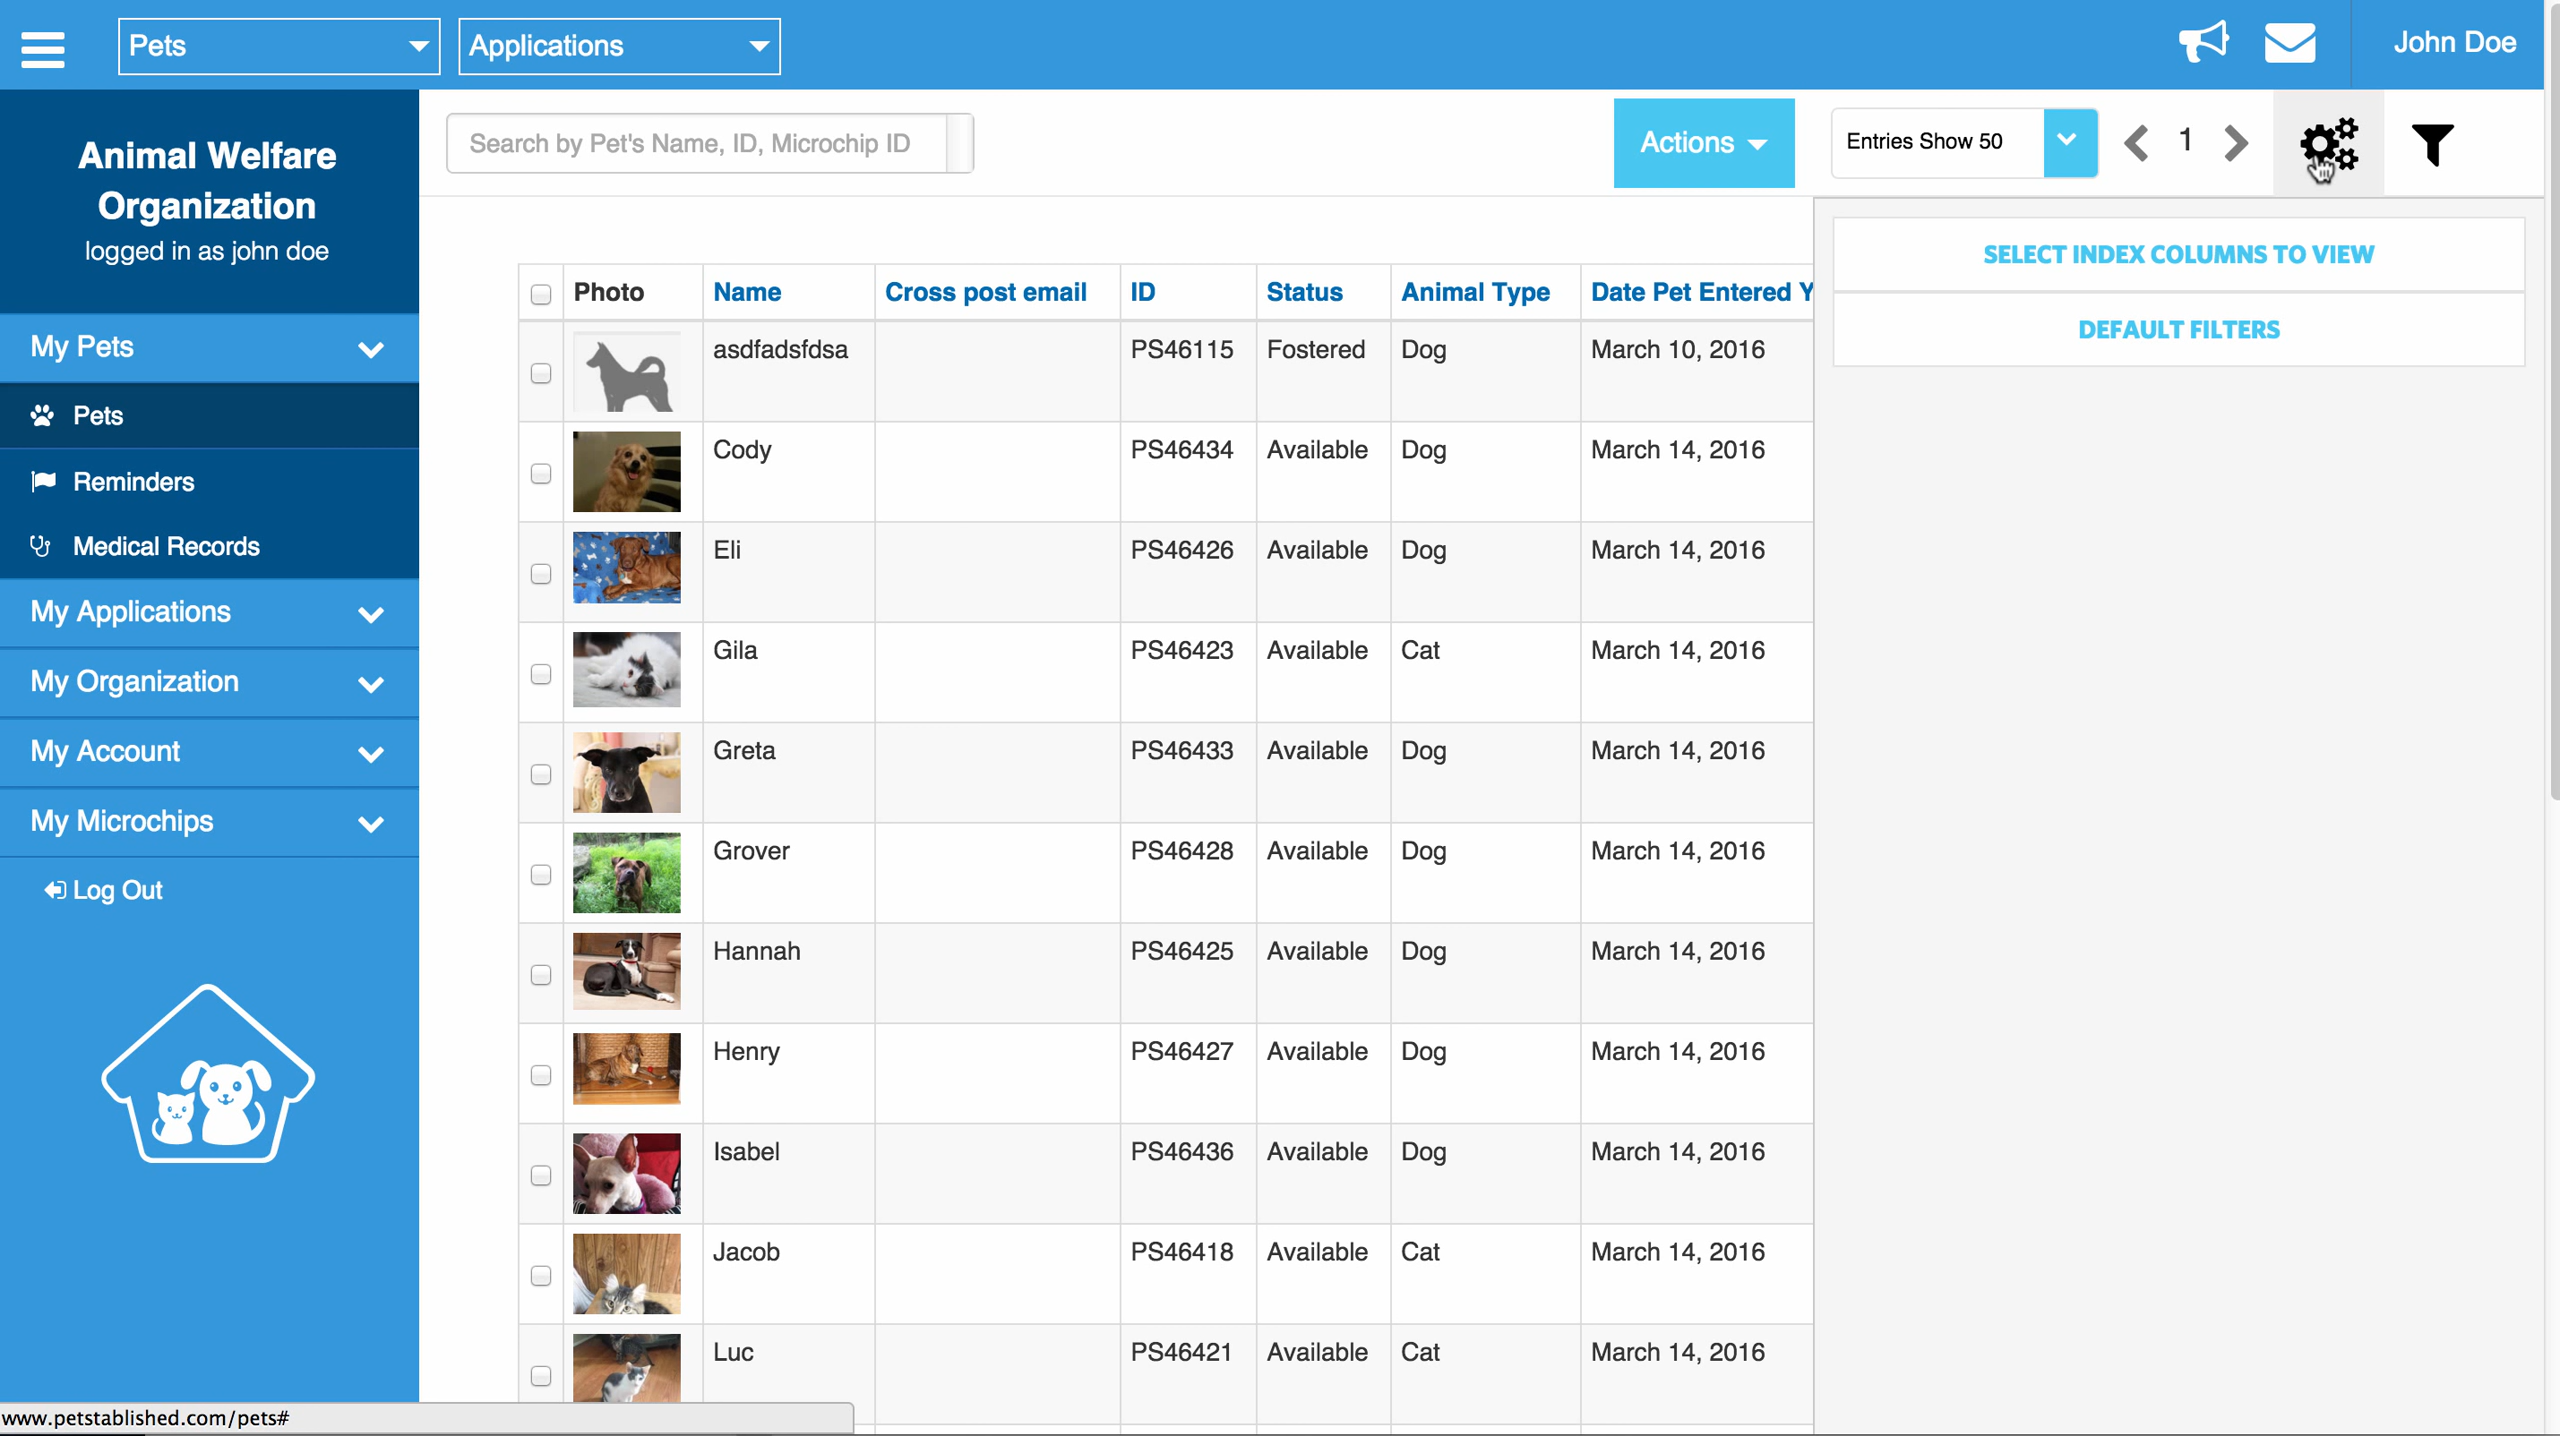 Pets
Applications
John Doe
Animal Welfare
Organization
logged in as john doe
My Pets
Pets
Reminders
Medical Records
My Applications
My Organization
My Account
My Microchips
Log Out
Search by Pet's Name, ID, Microchip ID
Actions
Entries Show 50
1
SELECT INDEX COLUMNS TO VIEW
DEFAULT FILTERS
Photo Name Cross post email ID Status Animal Type Date Pet Entered Y
asdfadsfdsa PS46115 Fostered Dog March 10, 2016
Cody PS46434 Available Dog March 14, 2016
Eli PS46426 Available Dog March 14, 2016
Gila PS46423 Available Cat March 14, 2016
Greta PS46433 Available Dog March 14, 2016
Grover PS46428 Available Dog March 14, 2016
Hannah PS46425 Available Dog March 14, 2016
Henry PS46427 Available Dog March 14, 2016
Isabel PS46436 Available Dog March 14, 2016
Jacob PS46418 Available Cat March 14, 2016
Luc PS46421 Available Cat March 14, 2016
www.petstablished.com/pets#